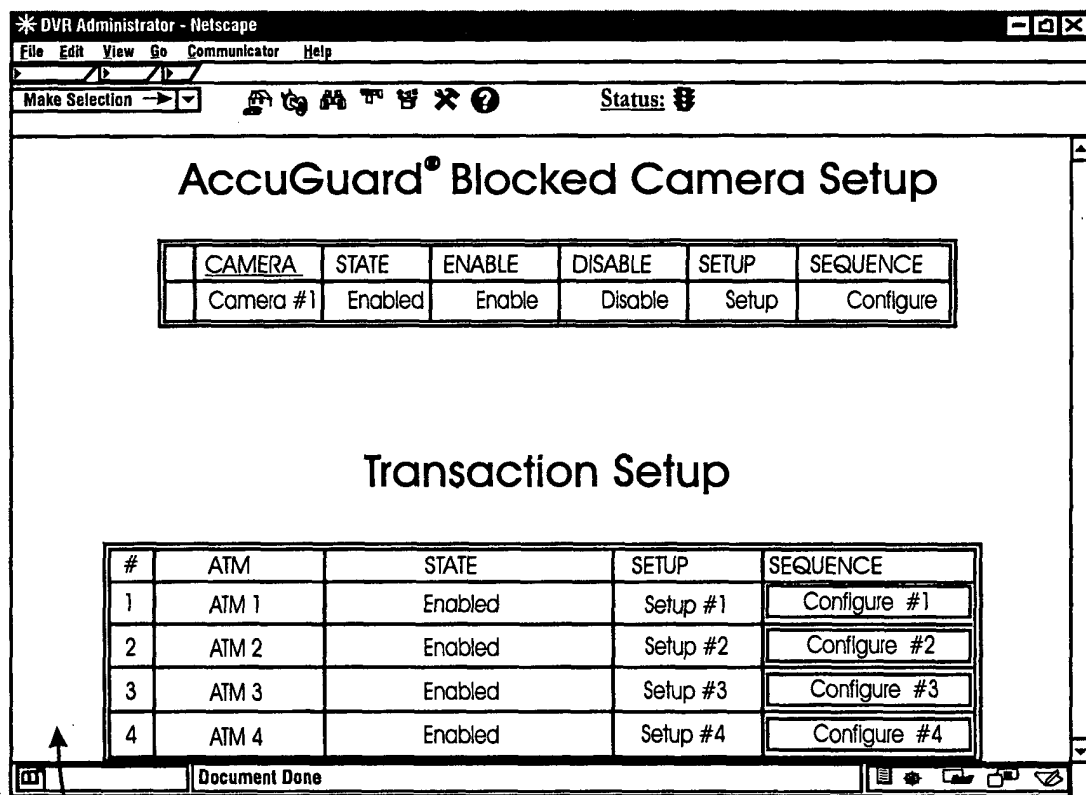 DVR Administrator - Netscape
File Edit View Go Communicator Help
Make Selection
Status:
AccuGuard® Blocked Camera Setup
CAMERA STATE ENABLE DISABLE SETUP SEQUENCE
Camera #1 Enabled Enable Disable Setup Configure
Transaction Setup
# ATM STATE SETUP SEQUENCE
1 ATM 1 Enabled Setup #1 Configure #1
2 ATM 2 Enabled Setup #2 Configure #2
3 ATM 3 Enabled Setup #3 Configure #3
4 ATM 4 Enabled Setup #4 Configure #4
Document Done